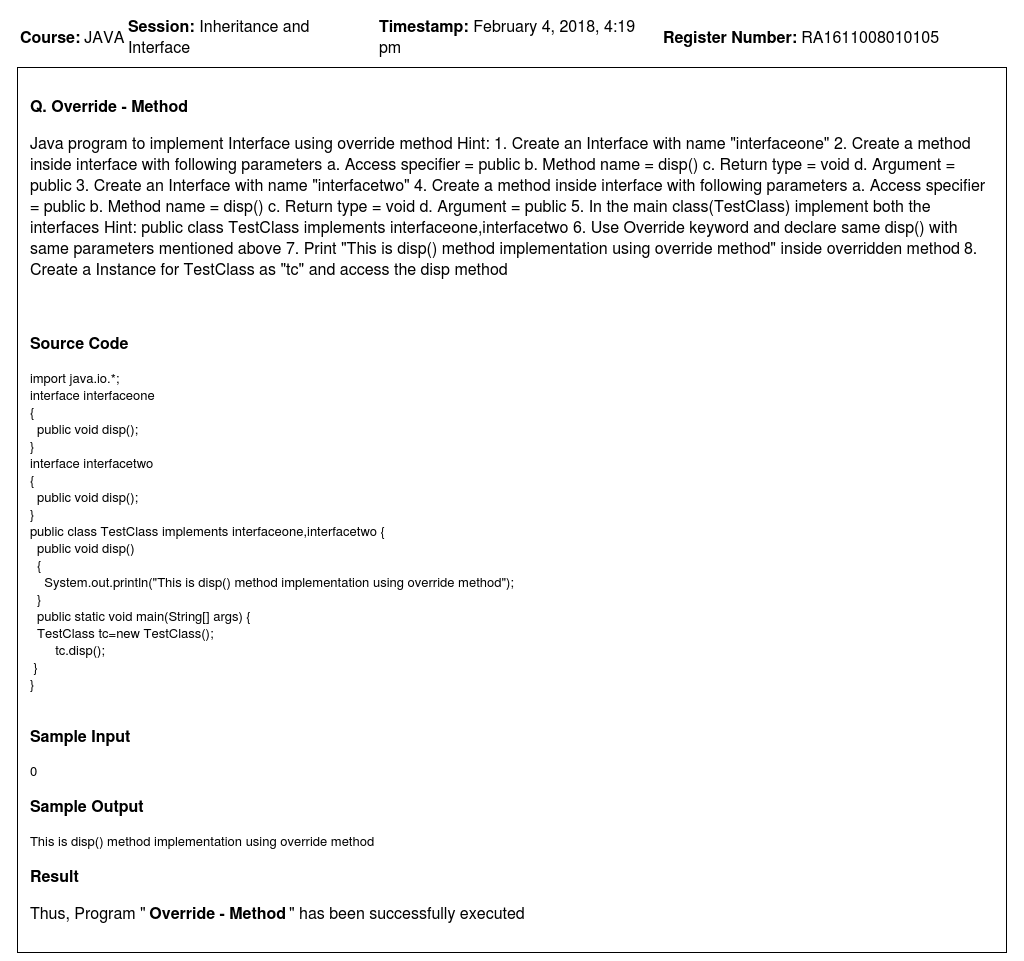 Course: JAVA Session: Inheritance and Interface Timestamp: February 4, 2018, 4:19 pm Register Number: RA1611008010105
Q. Override - Method
Java program to implement Interface using override method Hint: 1. Create an Interface with name "interfaceone" 2. Create a method
inside interface with following parameters a. Access specifier = public b. Method name = disp() c. Return type = void d. Argument =
public 3. Create an Interface with name "interfacetwo" 4. Create a method inside interface with following parameters a. Access specifier
= public b. Method name = disp() c. Return type = void d. Argument = public 5. In the main class(TestClass) implement both the
interfaces Hint: public class TestClass implements interfaceone,interfacetwo 6. Use Override keyword and declare same disp() with
same parameters mentioned above 7. Print "This is disp() method implementation using override method" inside overridden method 8.
Create a Instance for TestClass as "tc" and access the disp method
Source Code
import java.io.*;
interface interfaceone
{
public void disp();
}
interface interfacetwo
{
public void disp();
}
public class TestClass implements interfaceone,interfacetwo {
public void disp()
{
System.out.println("This is disp() method implementation using override method");
}
public static void main(String[] args) {
TestClass tc=new TestClass();
tc.disp();
}
}
Sample Input
0
Sample Output
This is disp() method implementation using override method
Result
Thus, Program " Override - Method " has been successfully executed